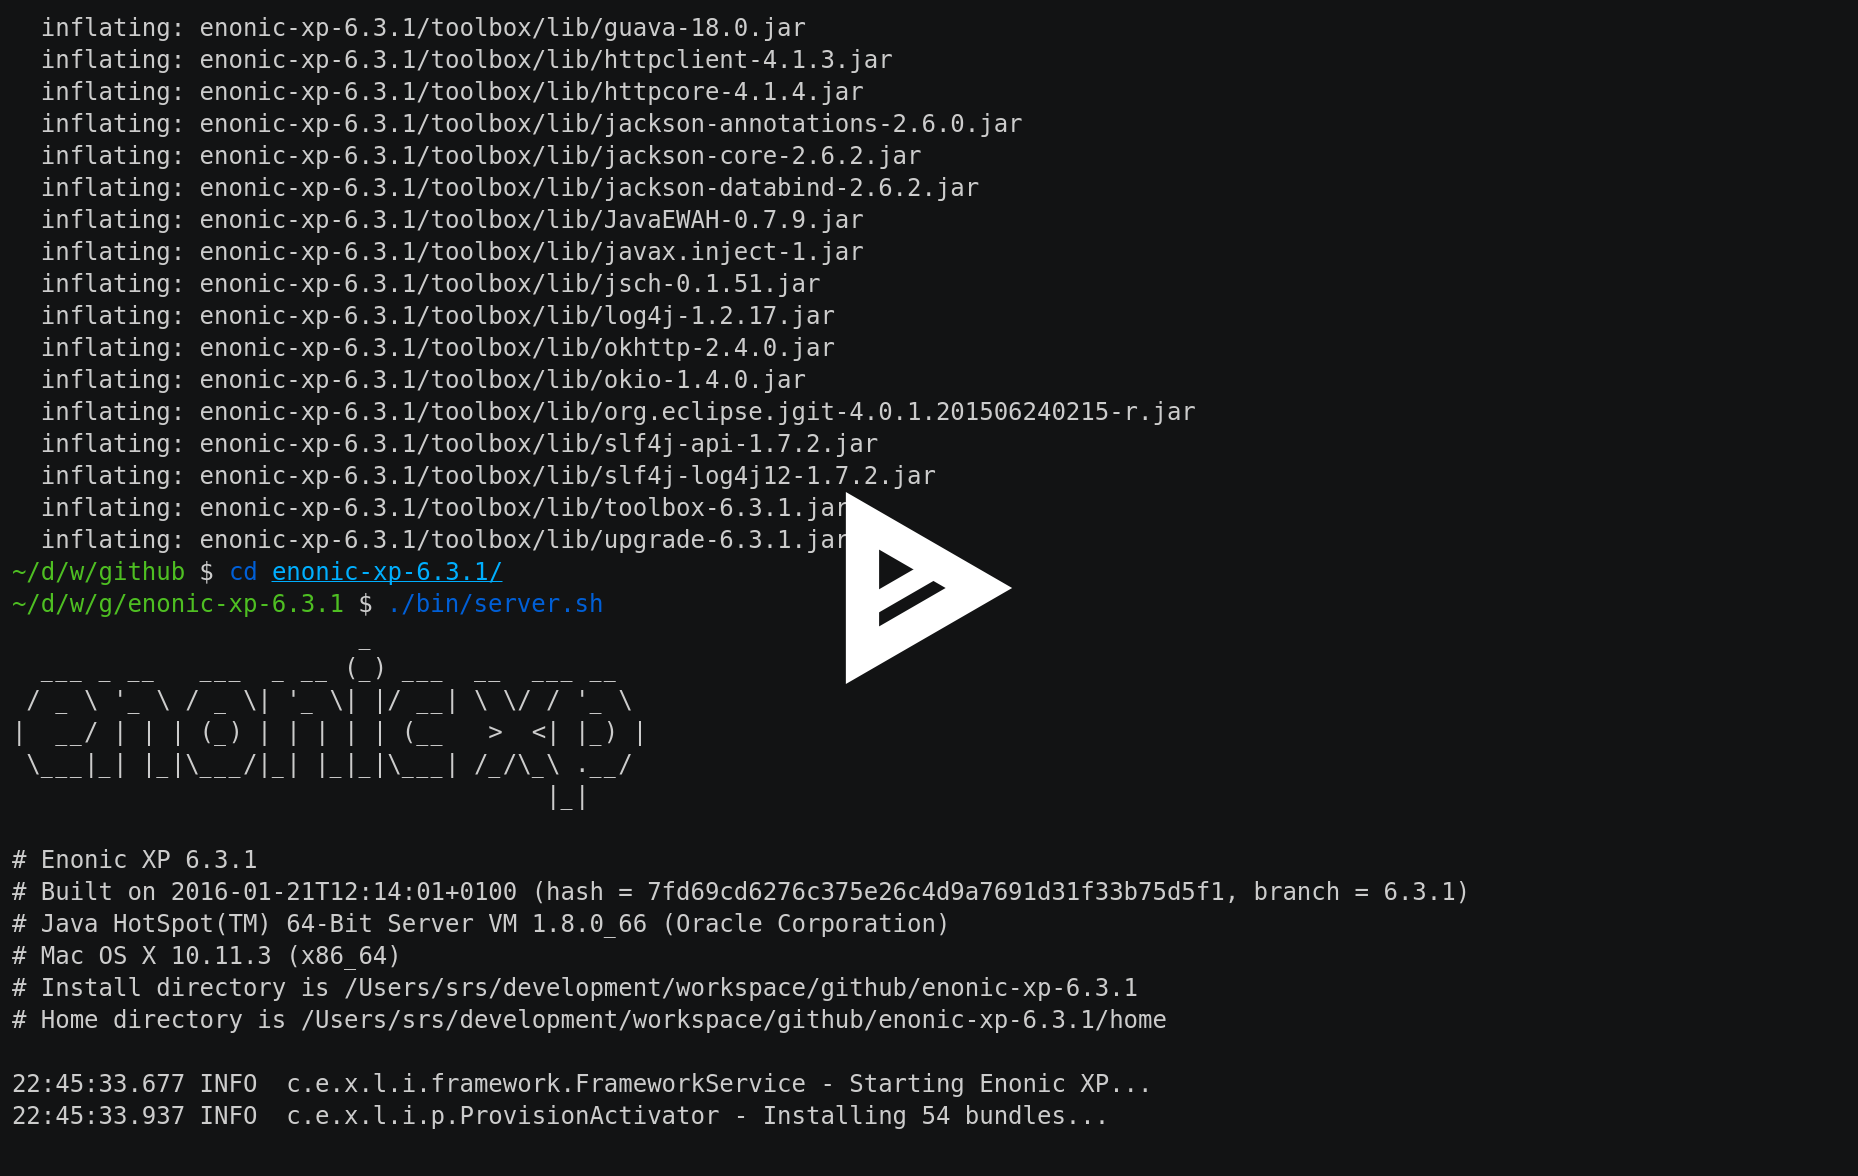 inflating: enonic-xp-6.3.1/toolbox/lib/guava-18.0.jar
  inflating: enonic-xp-6.3.1/toolbox/lib/httpclient-4.1.3.jar
  inflating: enonic-xp-6.3.1/toolbox/lib/httpcore-4.1.4.jar
  inflating: enonic-xp-6.3.1/toolbox/lib/jackson-annotations-2.6.0.jar
  inflating: enonic-xp-6.3.1/toolbox/lib/jackson-core-2.6.2.jar
  inflating: enonic-xp-6.3.1/toolbox/lib/jackson-databind-2.6.2.jar
  inflating: enonic-xp-6.3.1/toolbox/lib/JavaEWAH-0.7.9.jar
  inflating: enonic-xp-6.3.1/toolbox/lib/javax.inject-1.jar
  inflating: enonic-xp-6.3.1/toolbox/lib/jsch-0.1.51.jar
  inflating: enonic-xp-6.3.1/toolbox/lib/log4j-1.2.17.jar
  inflating: enonic-xp-6.3.1/toolbox/lib/okhttp-2.4.0.jar
  inflating: enonic-xp-6.3.1/toolbox/lib/okio-1.4.0.jar
  inflating: enonic-xp-6.3.1/toolbox/lib/org.eclipse.jgit-4.0.1.201506240215-r.jar
  inflating: enonic-xp-6.3.1/toolbox/lib/slf4j-api-1.7.2.jar
  inflating: enonic-xp-6.3.1/toolbox/lib/slf4j-log4j12-1.7.2.jar
  inflating: enonic-xp-6.3.1/toolbox/lib/toolbox-6.3.1.jar
  inflating: enonic-xp-6.3.1/toolbox/lib/upgrade-6.3.1.jar
~/d/w/github $ cd enonic-xp-6.3.1/
~/d/w/g/enonic-xp-6.3.1 $ ./bin/server.sh
                        _
  ___ _ __   ___  _ __ (_) ___  __  ___ __
 / _ \ '_ \ / _ \| '_ \| |/ __| \ \/ / '_ \
|  __/ | | | (_) | | | | | (__   >  <| |_) |
 \___|_| |_|\___/|_| |_|_|\___| /_/\_\ .__/
                                     |_|
# Enonic XP 6.3.1
# Built on 2016-01-21T12:14:01+0100 (hash = 7fd69cd6276c375e26c4d9a7691d31f33b75d5f1, branch = 6.3.1)
# Java HotSpot(TM) 64-Bit Server VM 1.8.0_66 (Oracle Corporation)
# Mac OS X 10.11.3 (x86_64)
# Install directory is /Users/srs/development/workspace/github/enonic-xp-6.3.1
# Home directory is /Users/srs/development/workspace/github/enonic-xp-6.3.1/home
22:45:33.677 INFO  c.e.x.l.i.framework.FrameworkService - Starting Enonic XP...
22:45:33.937 INFO  c.e.x.l.i.p.ProvisionActivator - Installing 54 bundles...